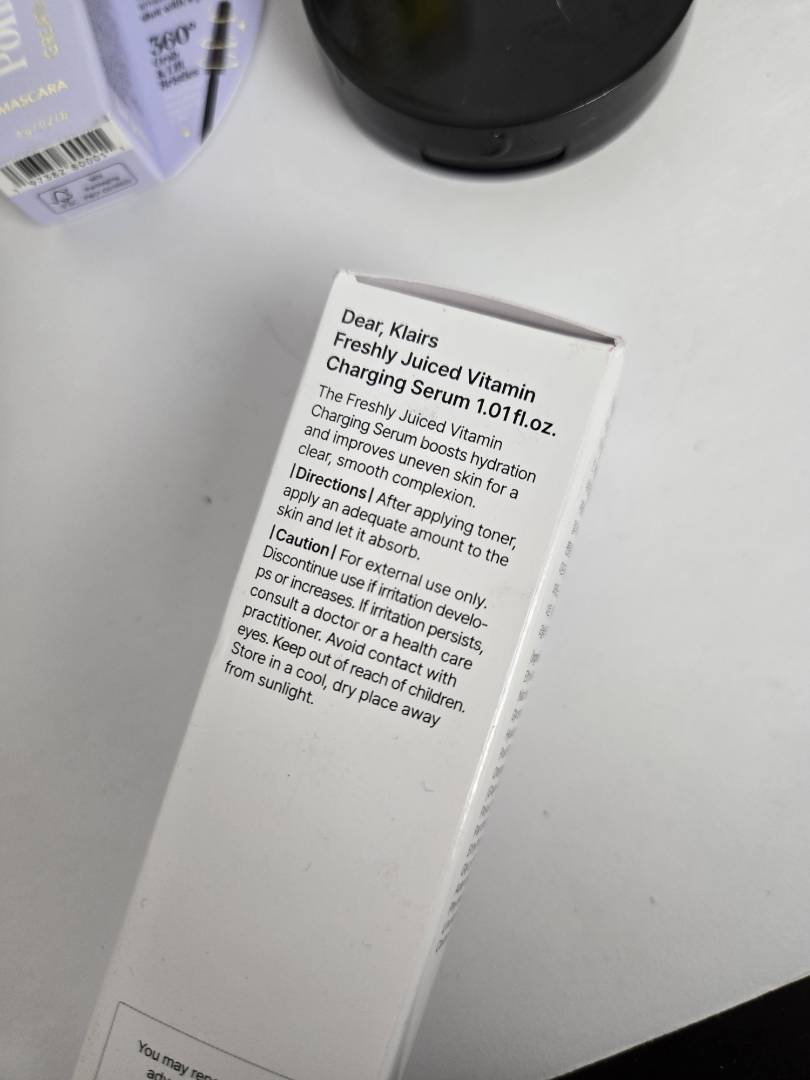 MASCARA
360°
Dear, Klairs
Freshly Juiced Vitamin
Charging Serum 1.01 fl.oz.
The Freshly Juiced Vitamin
Charging Serum boosts hydration
and improves uneven skin for a
clear, smooth complexion.
|Directions| After applying toner,
apply an adequate amount to the
skin and let it absorb.
|Caution| For external use only.
Discontinue use if irritation develo-
ps or increases. If irritation persists,
consult a doctor or a health care
practitioner. Avoid contact with
eyes. Keep out of reach of children.
Store in a cool, dry place away
from sunlight.
You may